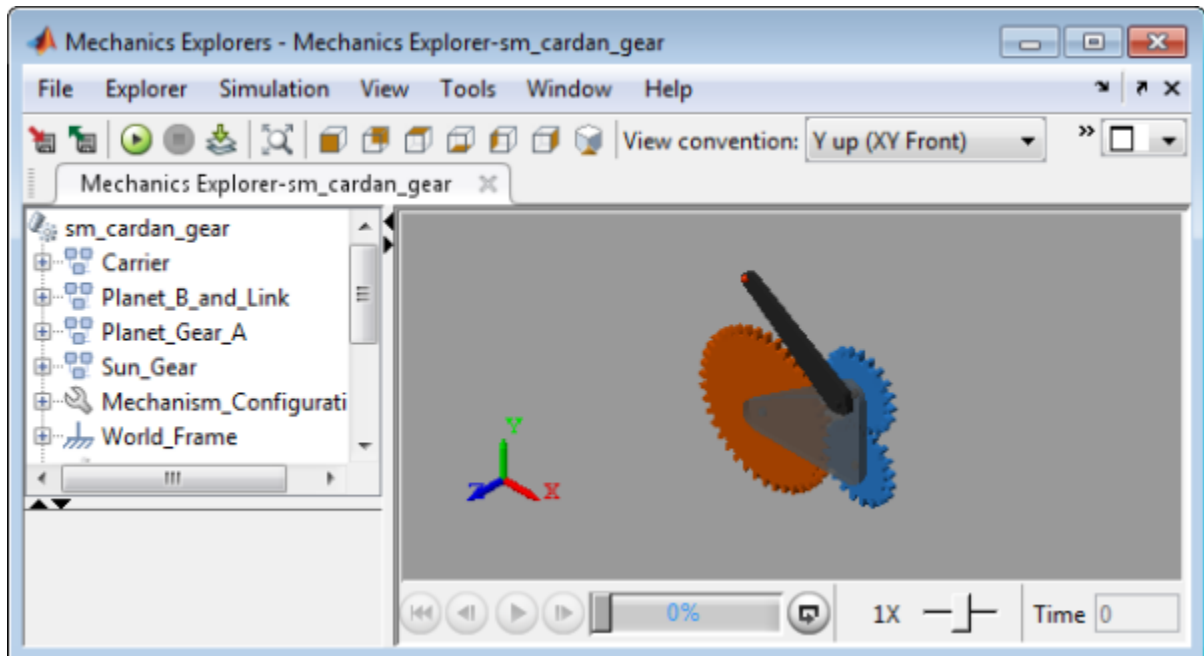 Mechanics Explorers - Mechanics Explorer-sm_cardan_gear
File Explorer Simulation View Tools Window Help
View convention: Y up (XY Front)
Mechanics Explorer-sm_cardan_gear
sm_cardan_gear
Carrier
Planet_B_and_Link
Planet_Gear_A
Sun_Gear
Mechanism_Configurati
World_Frame
Y
Z X
0% 1X Time 0